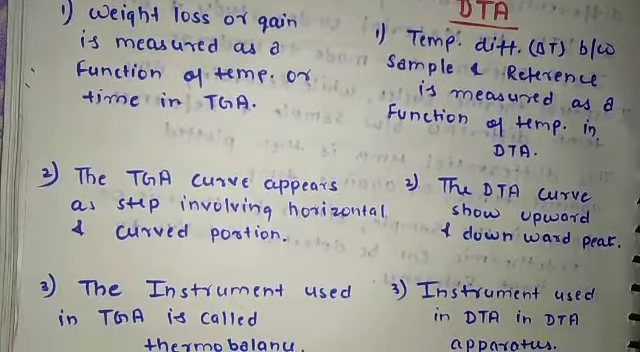 1) weight loss or gain
is measured as a
function of temp. or
time in TGA.
2) The TGA curve appears
as step involving horizontal
& curved portion.
3) The Instrument used
in TGA is called
thermobalanu.
DTA
1) Temp. diff. (ΔT) b/w
Sample & Reference
is measured as a
Function of temp. in
DTA.
2) The DTA curve
show upward
& down ward peak.
3) Instrument used
in DTA in DTA
apparatus.